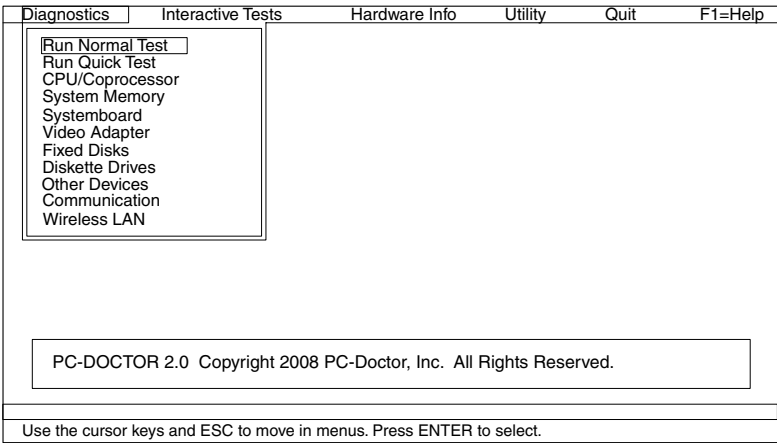 Diagnostics Interactive Tests Hardware Info Utility Quit F1=Help
Run Normal Test
Run Quick Test
CPU/Coprocessor
System Memory
Systemboard
Video Adapter
Fixed Disks
Diskette Drives
Other Devices
Communication
Wireless LAN
PC-DOCTOR 2.0 Copyright 2008 PC-Doctor, Inc. All Rights Reserved.
Use the cursor keys and ESC to move in menus. Press ENTER to select.